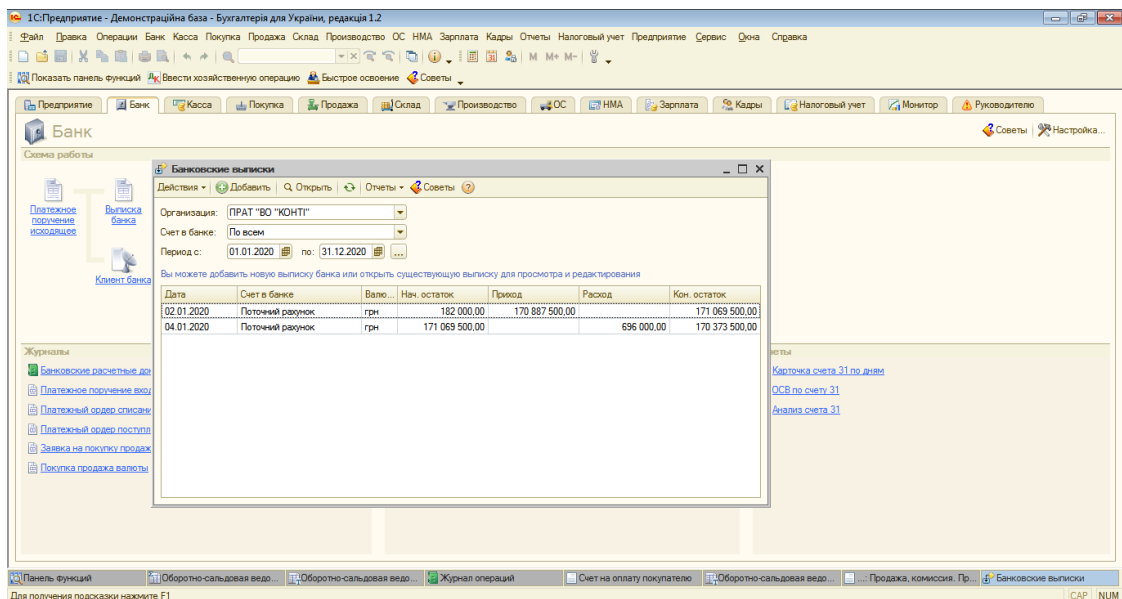 1С:Предприятие - Демонстраційна база - Бухгалтерія для України, редакція 1.2
Файл Правка Операции Банк Касса Покупка Продажа Склад Производство ОС НМА Зарплата Кадры Отчеты Налоговый учет Предприятие Сервис Окна Справка
M M+ M-
Показать панель функций Ввести хозяйственную операцию Быстрое освоение Советы
Предприятие Банк Касса Покупка Продажа Склад Производство ОС НМА Зарплата Кадры Налоговый учет Монитор Руководителю
Банк Советы Настройка...
Схема работы
Платежное поручение исходящее
Выписка банка
Клиент банка
Банковские выписки
Действия Добавить Открыть Отчеты Советы
Организация: ПРАТ "ВО "КОНТІ"
Счет в банке: По всем
Период с: 01.01.2020 по: 31.12.2020 ...
Вы можете добавить новую выписку банка или открыть существующую выписку для просмотра и редактирования
Дата Счет в банке Валю... Нач. остаток Приход Расход Кон. остаток
02.01.2020 Поточний рахунок грн 182 000,00 170 887 500,00 171 069 500,00
04.01.2020 Поточний рахунок грн 171 069 500,00 696 000,00 170 373 500,00
Журналы
Банковские расчетные
Платежное поручение
Платежный ордер
Платежный ордер
Заявка на покупку
Покупка продажа валюты
Карточка счета 31 по дням
ОСВ по счету 31
Анализ счета 31
Панель функций Оборотно-сальдовая ведо... Оборотно-сальдовая ведо... Журнал операций Счет на оплату покупателю Оборотно-сальдовая ведо... ...: Продажа, комиссия. Пр... Банковские выписки
Для получения подсказки нажмите F1 CAP NUM